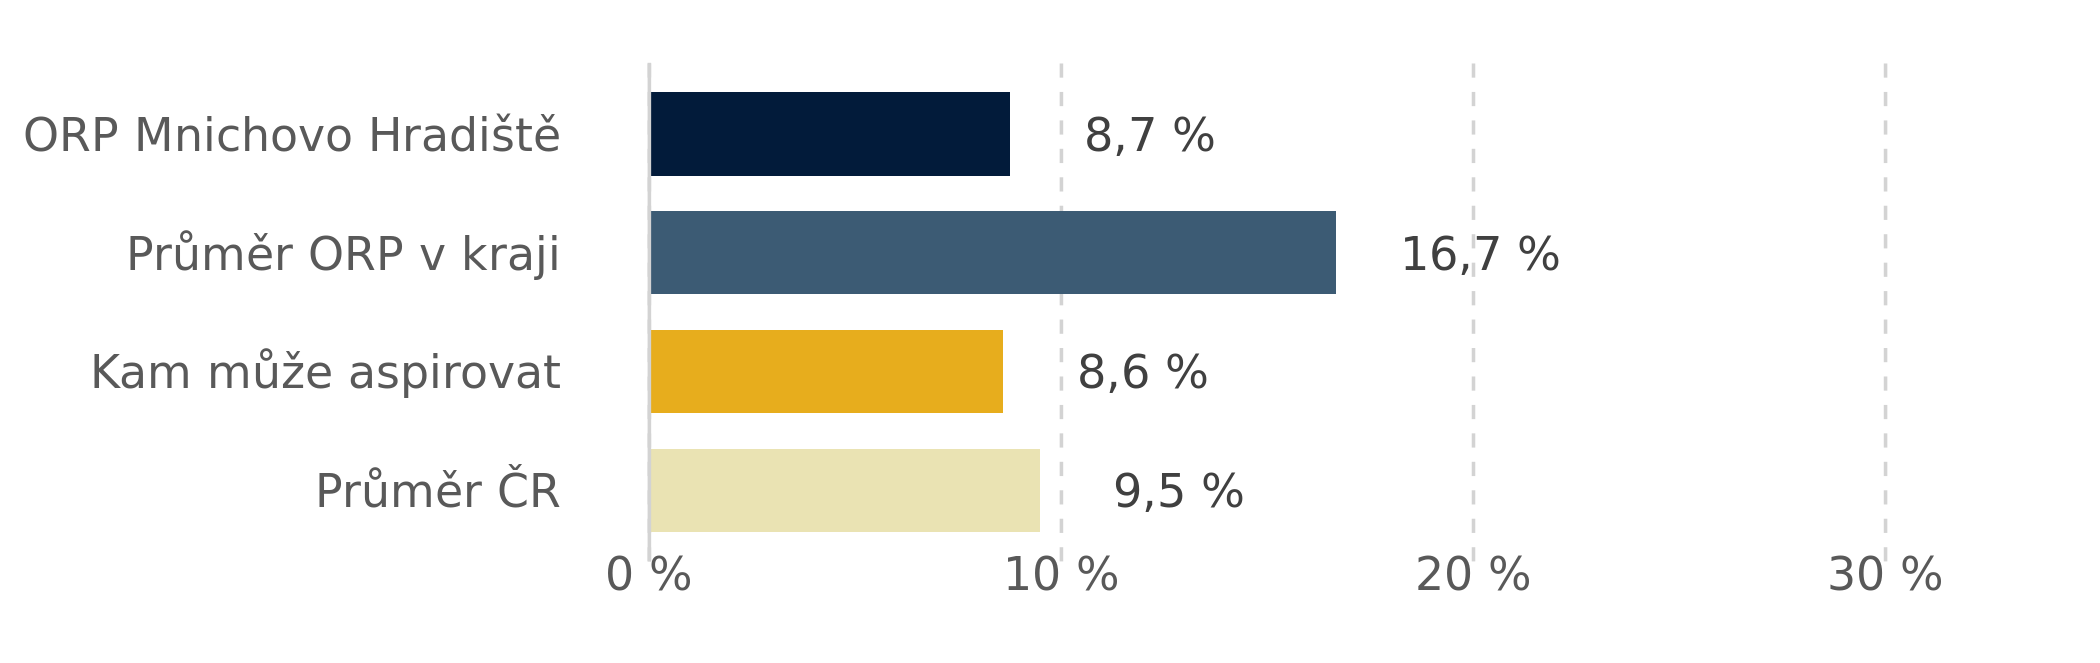 ORP Mnichovo Hradiště 8,7 %
Průměr ORP v kraji 16,7 %
Kam může aspirovat 8,6 %
Průměr ČR 9,5 %
0 % 10 % 20 % 30 %